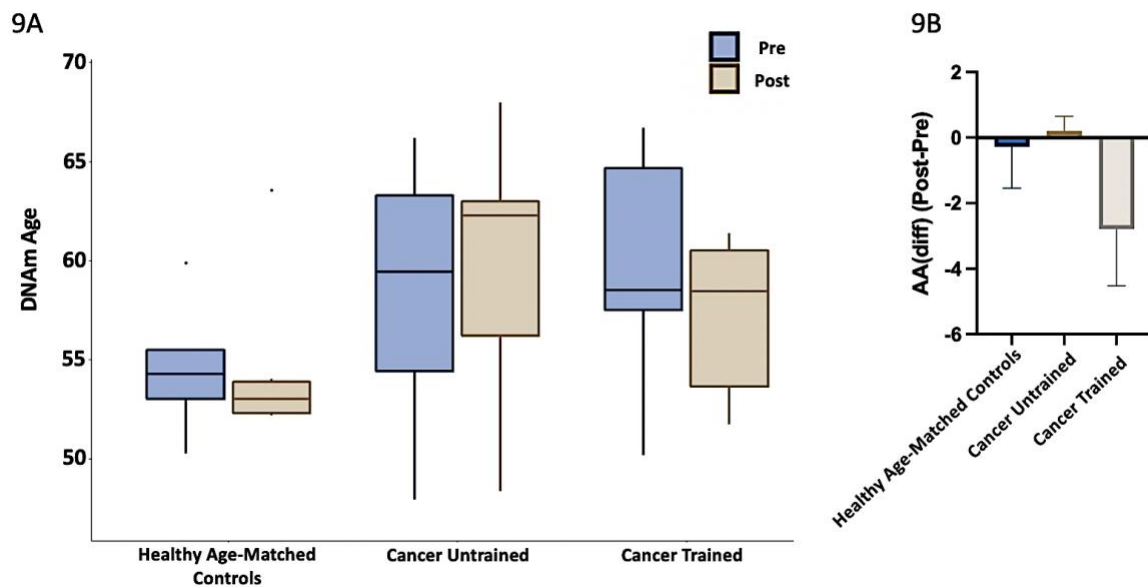 9A
Pre
Post
70
65
60
55
50
DNAm Age
Healthy Age-Matched
Controls
Cancer Untrained
Cancer Trained
9B
2
0
-2
-4
-6
AA(diff) (Post-Pre)
Healthy Age-Matched Controls
Cancer Untrained
Cancer Trained